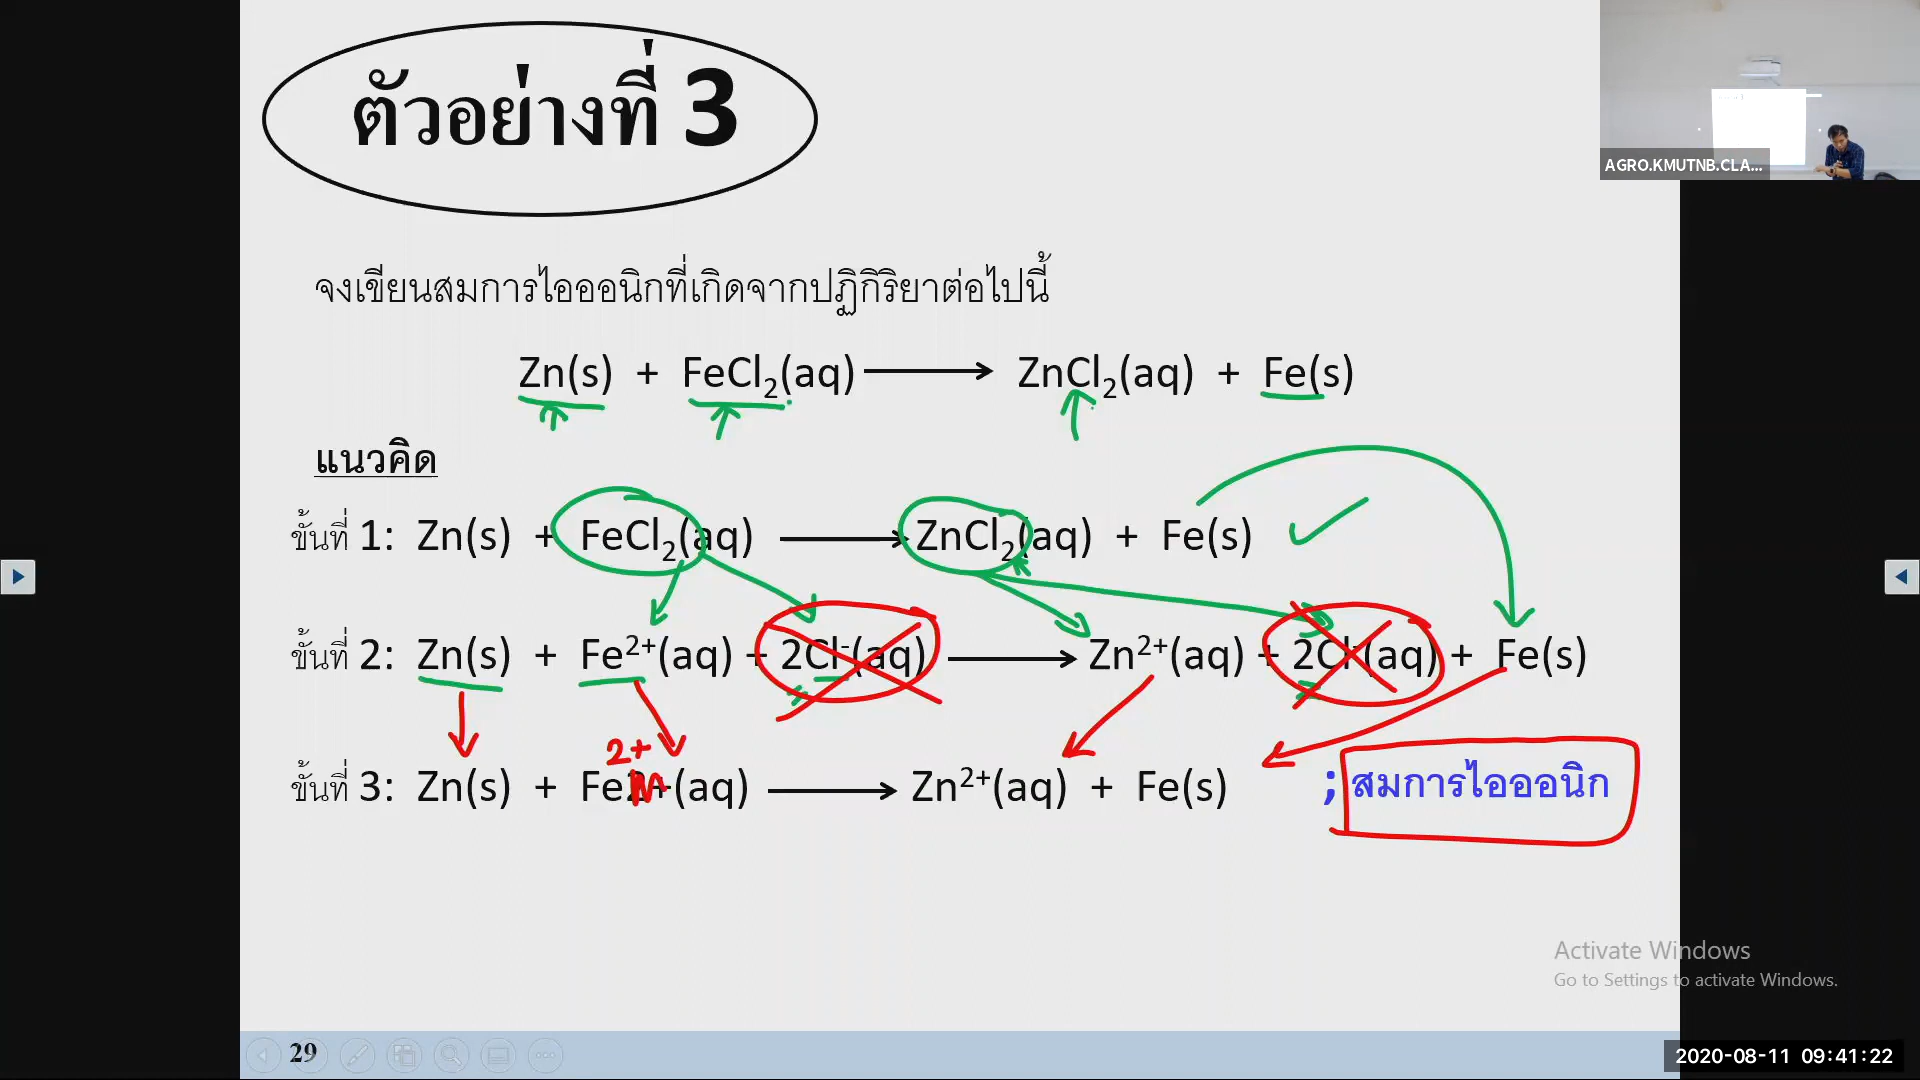 ตัวอย่างที่ 3
AGRO.KMUTNB.CLA...
จงเขียนสมการไอออนิกที่เกิดจากปฏิกิริยาต่อไปนี้
Zn(s) + FeCl₂(aq) ⟶ ZnCl₂(aq) + Fe(s)
แนวคิด
ขั้นที่ 1: Zn(s) + FeCl₂(aq) ⟶ ZnCl₂(aq) + Fe(s)
ขั้นที่ 2: Zn(s) + Fe²⁺(aq) + 2Cl⁻(aq) ⟶ Zn²⁺(aq) + 2Cl⁻(aq) + Fe(s)
2+
ขั้นที่ 3: Zn(s) + Fe2+(aq) ⟶ Zn²⁺(aq) + Fe(s) ; สมการไอออนิก
Activate Windows
Go to Settings to activate Windows.
29
2020-08-11 09:41:22